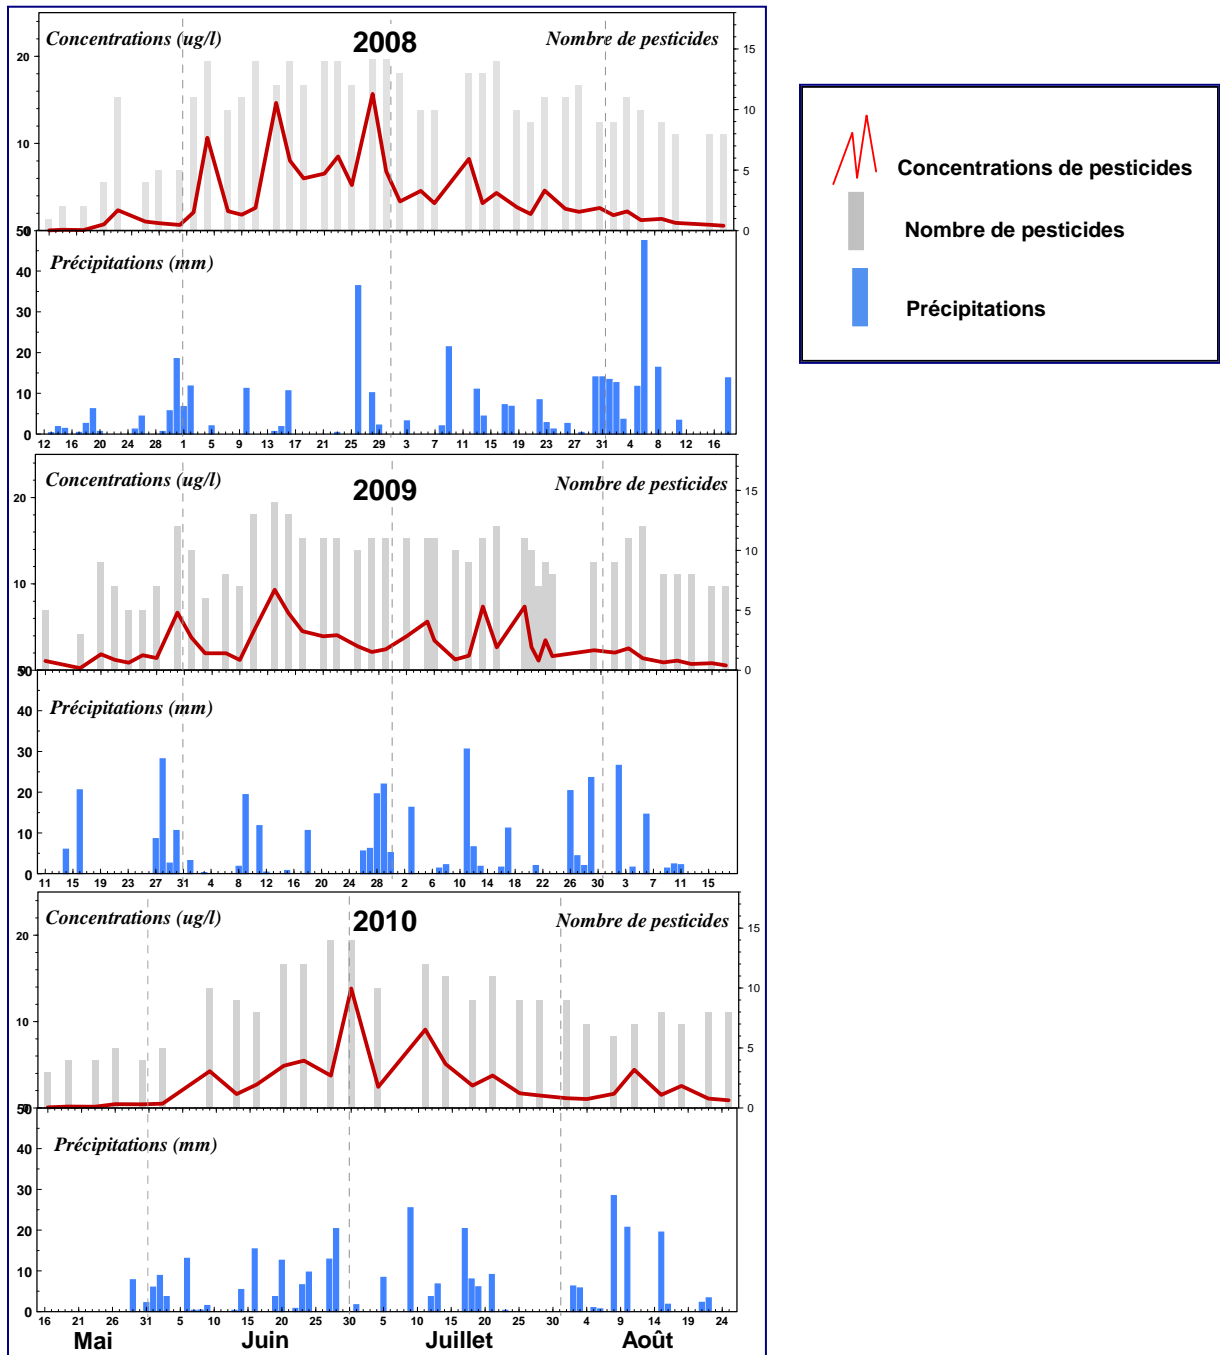 Concentrations (ug/l) 2008 Nombre de pesticides
20 15
10 10
5
0
50 0
Précipitations (mm)
40
30
20
10
0
12 16 20 24 28 1 5 9 13 17 22 25 29 3 7 11 13 18 22 26 31 4 8 12 16
Concentrations (ug/l) 2009 Nombre de pesticides
20 15
10 10
5
50 0
Précipitations (mm)
40
30
20
10
0
11 15 19 23 27 31 4 8 12 16 20 24 28 2 6 10 14 18 22 26 30 3 7 11 15
Concentrations (ug/l) 2010 Nombre de pesticides
20 15
10 10
5
50 0
Précipitations (mm)
40
30
20
10
0
16 21 26 31 5 10 15 20 25 30 5 10 15 20 25 30 4 9 14 19 24
Mai Juin Juillet Août
Concentrations de pesticides
Nombre de pesticides
Précipitations